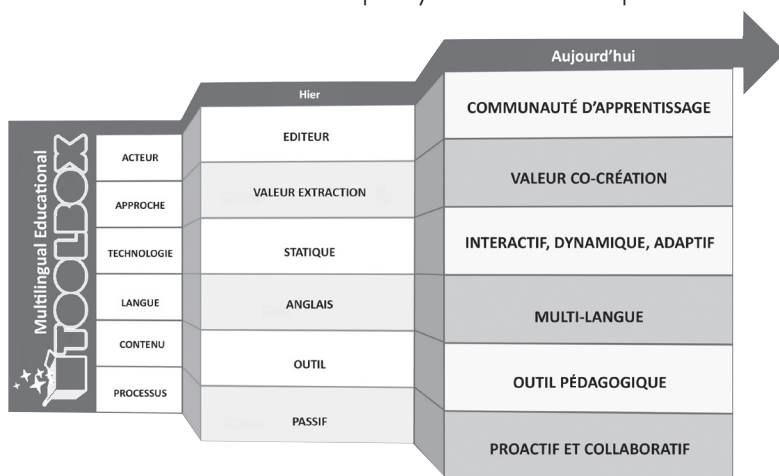 Aujourd'hui
Hier
Multilingual Educational
TOOLBOX
ACTEUR
EDITEUR
COMMUNAUTÉ D'APPRENTISSAGE
APPROCHE
VALEUR EXTRACTION
VALEUR CO-CRÉATION
TECHNOLOGIE
STATIQUE
INTERACTIF, DYNAMIQUE, ADAPTIF
LANGUE
ANGLAIS
MULTI-LANGUE
CONTENU
OUTIL
OUTIL PÉDAGOGIQUE
PROCESSUS
PASSIF
PROACTIF ET COLLABORATIF